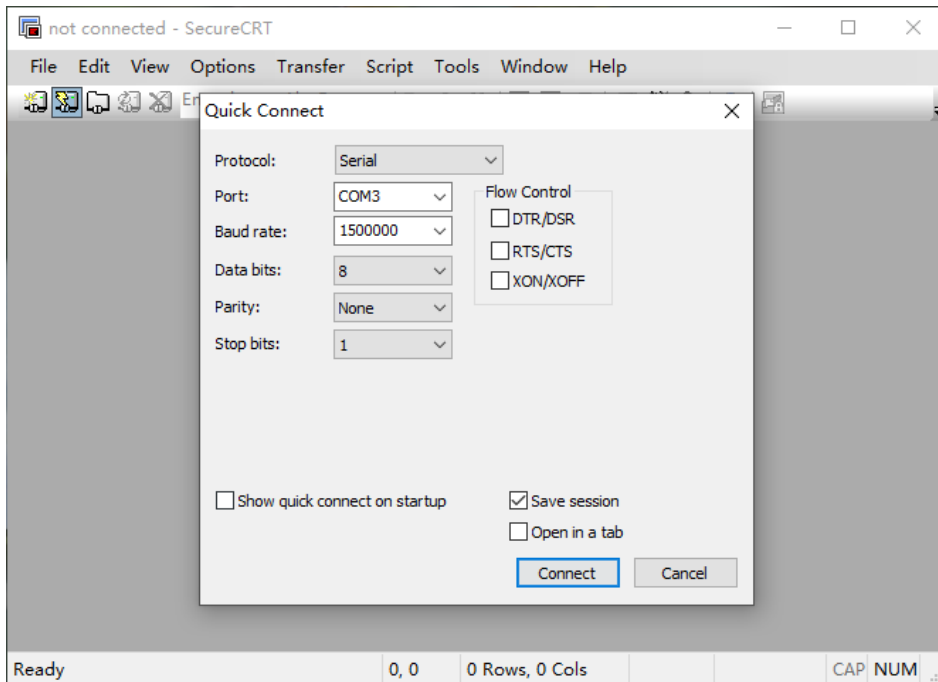 not connected - SecureCRT
File Edit View Options Transfer Script Tools Window Help
Quick Connect
Protocol: Serial
Port: COM3
Flow Control
Baud rate: 1500000
DTR/DSR
RTS/CTS
Data bits: 8
XON/XOFF
Parity: None
Stop bits: 1
Show quick connect on startup
Save session
Open in a tab
Connect Cancel
Ready 0, 0 0 Rows, 0 Cols CAP NUM